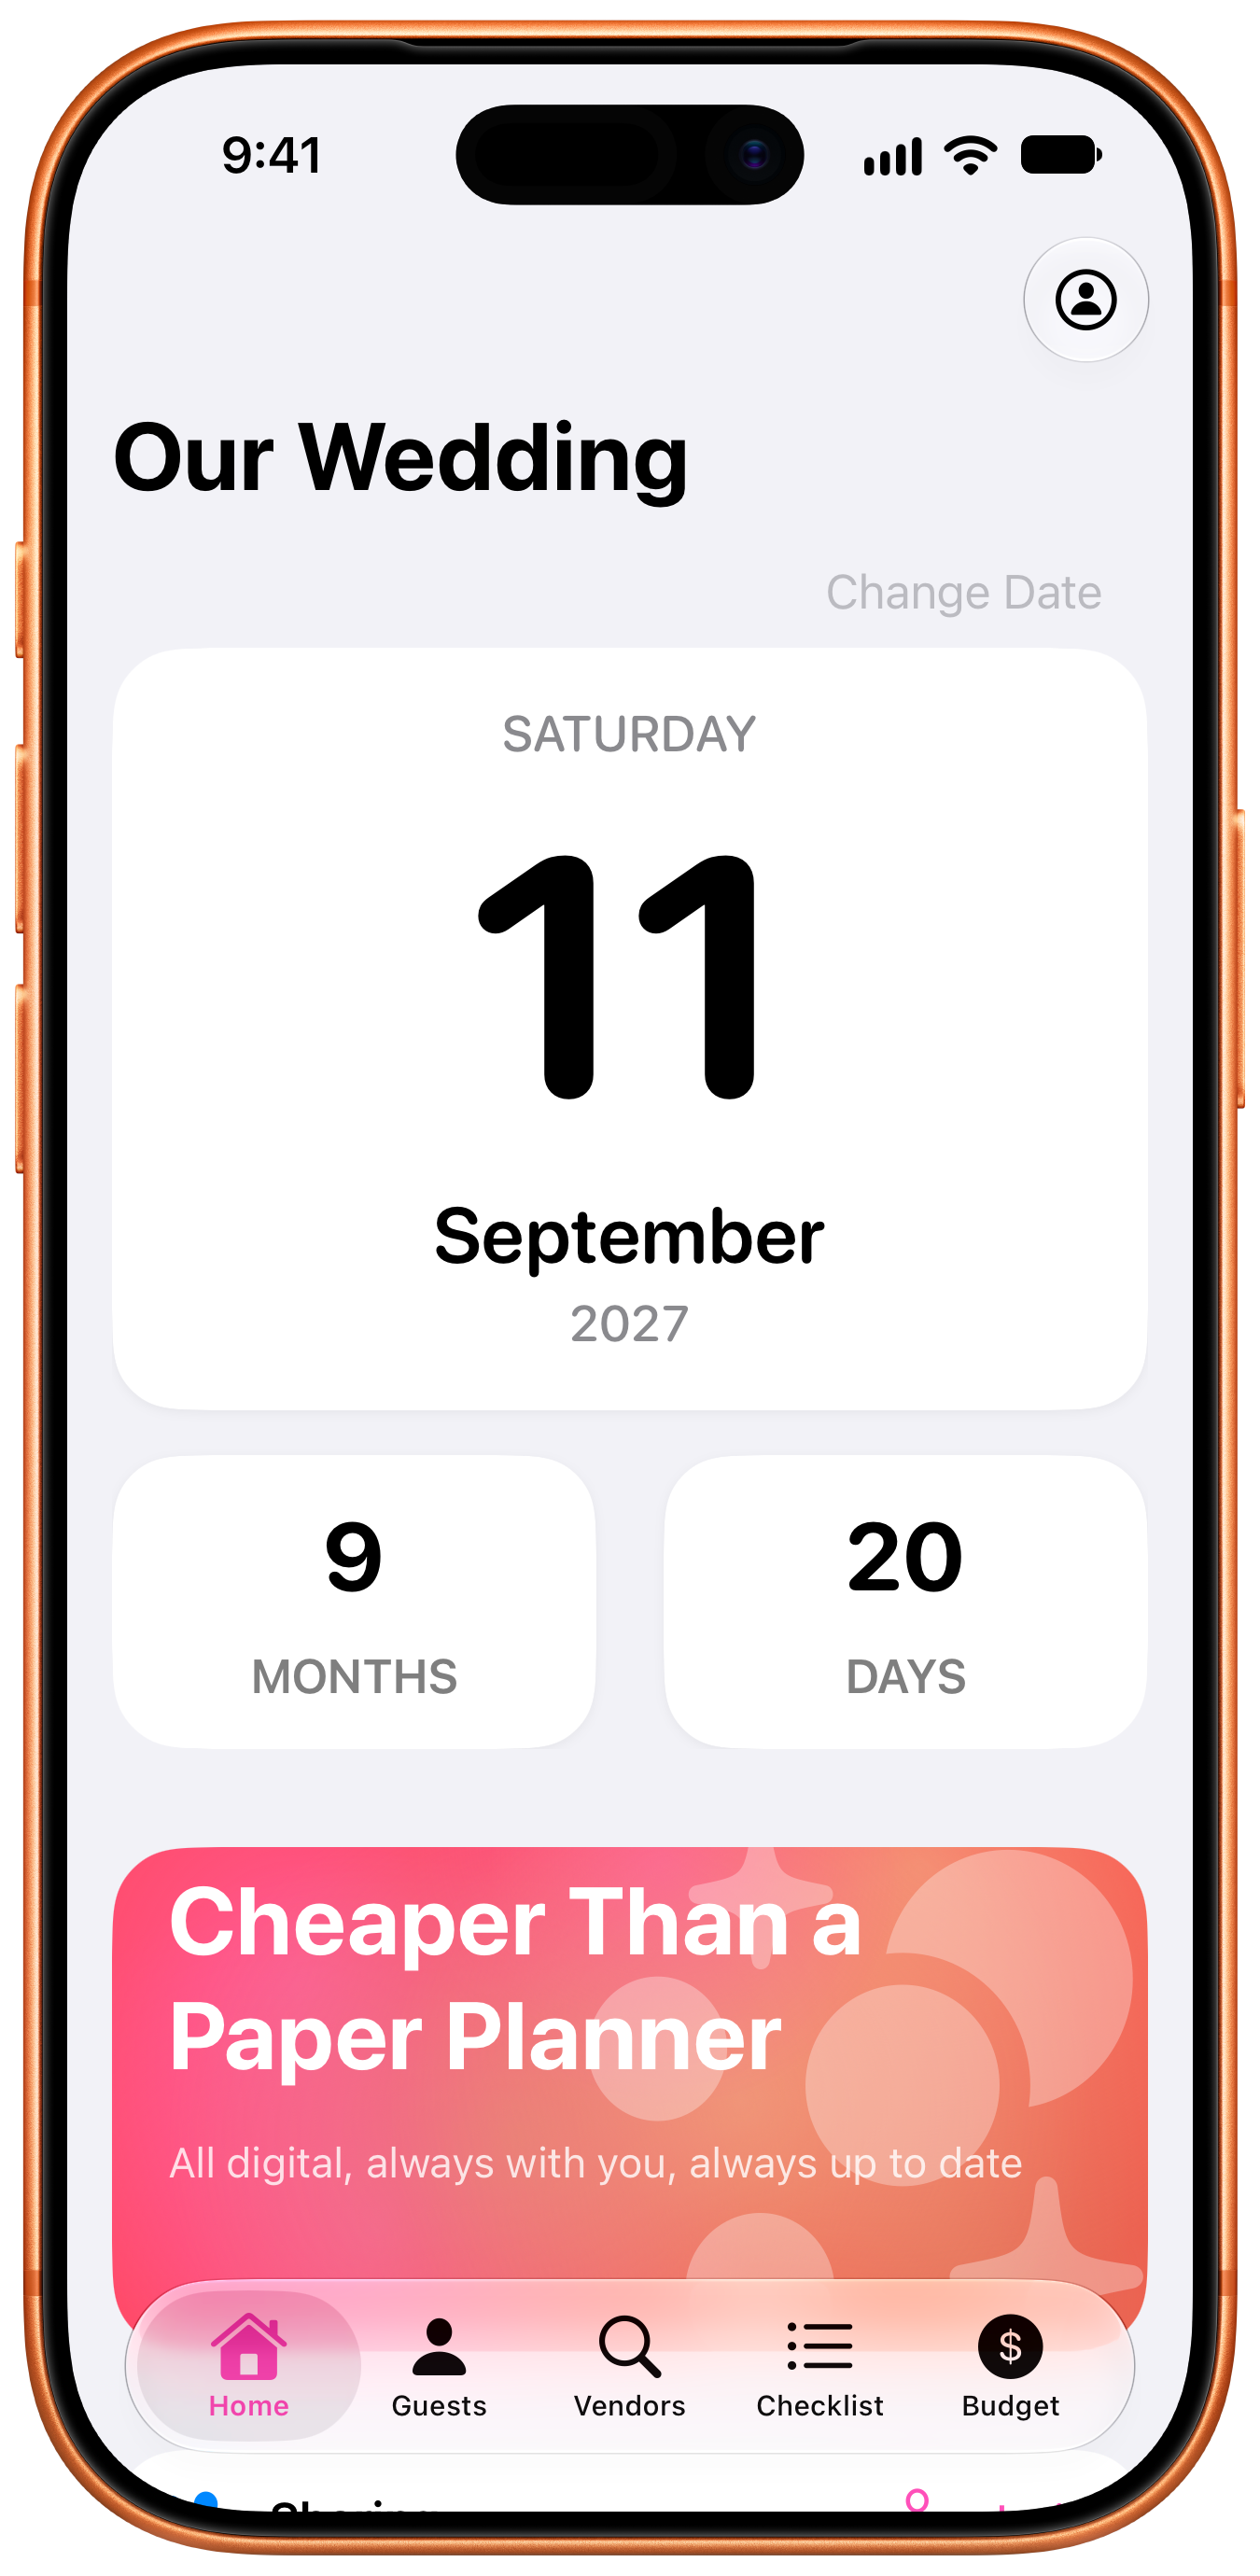 9:41
Our Wedding
Change Date
SATURDAY
11
September
2027
9
MONTHS
20
DAYS
Cheaper Than a
Paper Planner
All digital, always with you, always up to date
$
Home
Guests
Vendors
Checklist
Budget